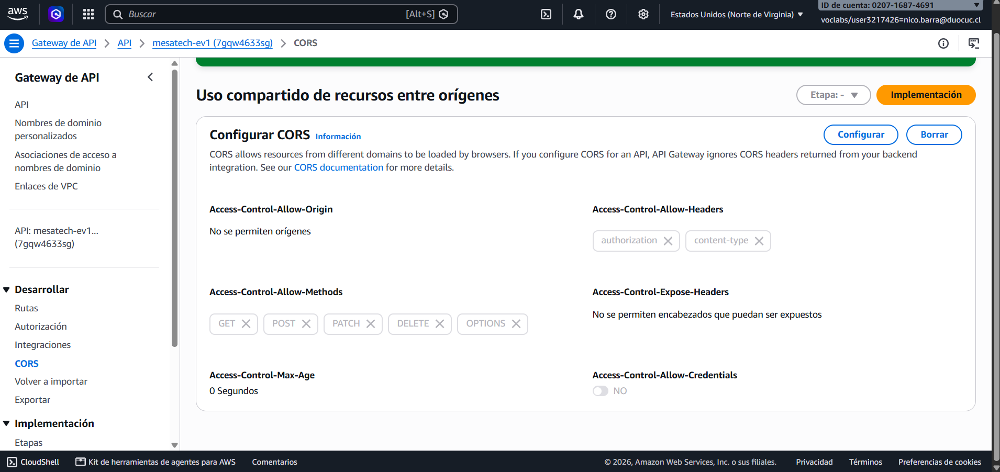 aws
Buscar
[Alt+S]
Estados Unidos (Norte de Virginia)
ID de cuenta: 0207-1687-4691
voclabs/user3217426=nico.barra@duocuc.cl
Gateway de API
API
mesatech-ev1 (7gqw4633sg)
CORS
Gateway de API
API
Nombres de dominio
personalizados
Asociaciones de acceso a
nombres de dominio
Enlaces de VPC
API: mesatech-ev1...
(7gqw4633sg)
Desarrollar
Rutas
Autorización
Integraciones
CORS
Volver a importar
Exportar
Implementación
Etapas
Uso compartido de recursos entre orígenes
Etapa: -
Implementación
Configurar CORS Información
Configurar
Borrar
CORS allows resources from different domains to be loaded by browsers. If you configure CORS for an API, API Gateway ignores CORS headers returned from your backend
integration. See our CORS documentation for more details.
Access-Control-Allow-Origin
No se permiten orígenes
Access-Control-Allow-Headers
authorization
content-type
Access-Control-Allow-Methods
GET
POST
PATCH
DELETE
OPTIONS
Access-Control-Expose-Headers
No se permiten encabezados que puedan ser expuestos
Access-Control-Max-Age
0 Segundos
Access-Control-Allow-Credentials
NO
CloudShell
Kit de herramientas de agentes para AWS
Comentarios
© 2026, Amazon Web Services, Inc. o sus filiales.
Privacidad
Términos
Preferencias de cookies